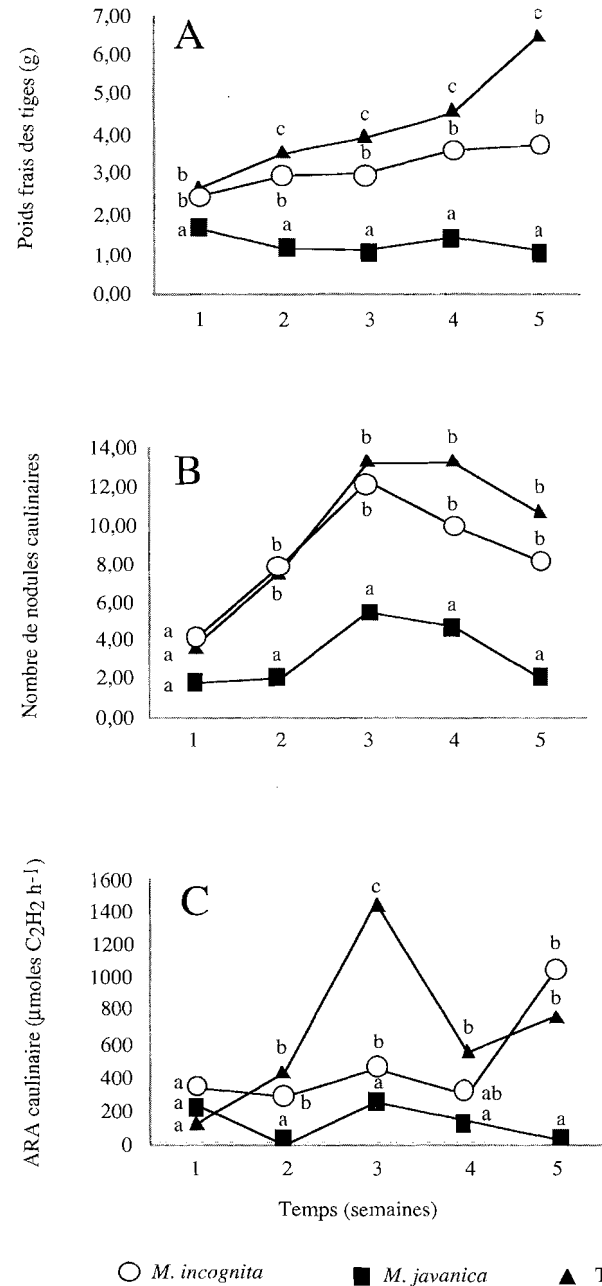 A
Poids frais des tiges (g)
7,00
6,00
5,00
4,00
3,00
2,00
1,00
0,00
b c c c c
b b b b b
a a a a a
1 2 3 4 5
B
Nombre de nodules caulinaires
14,00
12,00
10,00
8,00
6,00
4,00
2,00
0,00
b b b
a b b b b
a b
a a a a a
1 2 3 4 5
C
ARA caulinaire (µmoles C2H2 h-1)
1600
1400
1200
1000
800
600
400
200
0
c
b b b
a b b ab b
a a a a a
a
1 2 3 4 5
Temps (semaines)
M. incognita M. javanica T